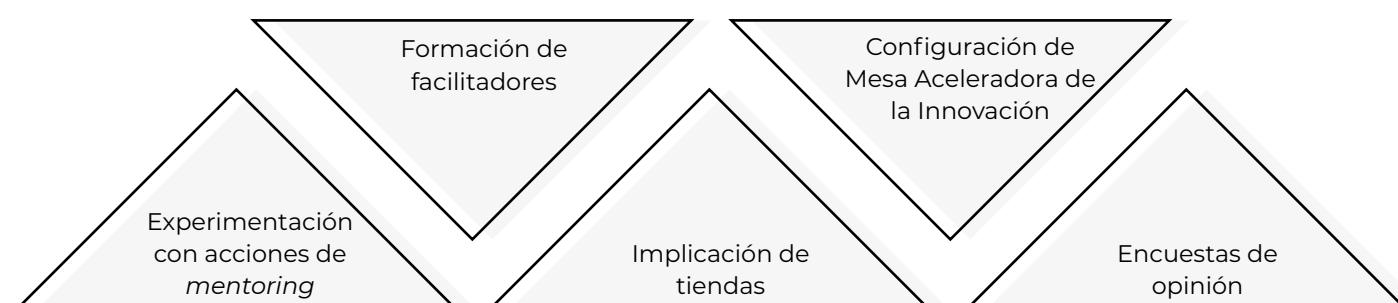 Formación de
facilitadores
Configuración de
Mesa Aceleradora de
la Innovación
Experimentación
con acciones de
mentoring
Implicación de
tiendas
Encuestas de
opinión